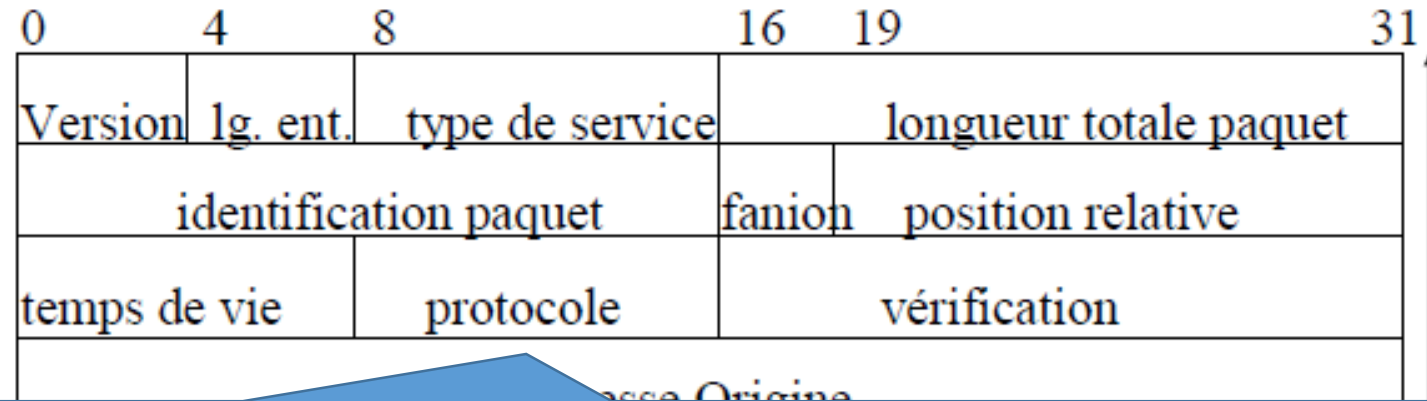 0 4 8 16 19 31
Version lg. ent. type de service longueur totale paquet
identification paquet fanion position relative
temps de vie protocole vérification
Origine